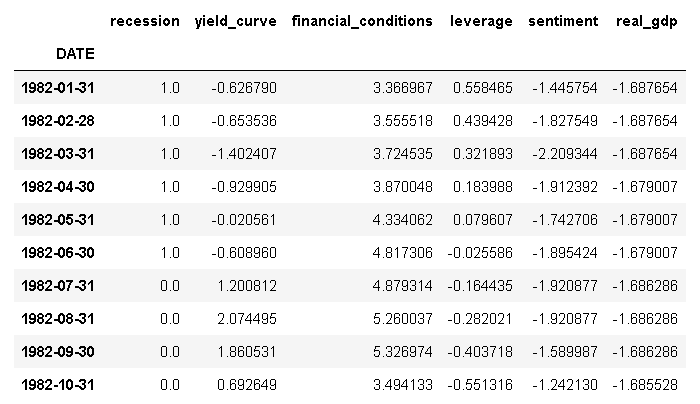 recession yield_curve financial_conditions leverage sentiment real_gdp
DATE
1982-01-31 1.0 -0.626790 3.366967 0.558465 -1.445754 -1.687654
1982-02-28 1.0 -0.653536 3.555518 0.439428 -1.827549 -1.687654
1982-03-31 1.0 -1.402407 3.724535 0.321893 -2.209344 -1.687654
1982-04-30 1.0 -0.929905 3.870048 0.183988 -1.912392 -1.679007
1982-05-31 1.0 -0.020561 4.334062 0.079607 -1.742706 -1.679007
1982-06-30 1.0 -0.608960 4.817306 -0.025586 -1.895424 -1.679007
1982-07-31 0.0 1.200812 4.879314 -0.164435 -1.920877 -1.686286
1982-08-31 0.0 2.074495 5.260037 -0.282021 -1.920877 -1.686286
1982-09-30 0.0 1.860531 5.326974 -0.403718 -1.589987 -1.686286
1982-10-31 0.0 0.692649 3.494133 -0.551316 -1.242130 -1.685528